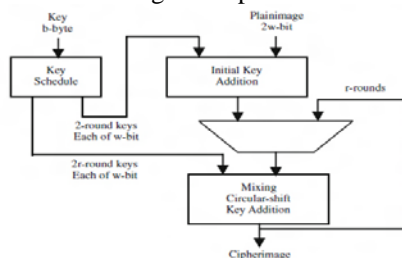 Key
b-byte
Plainimage
2w-bit
Key
Schedule
Initial Key
Addition
r-rounds
2-round keys
Each of w-bit
2r-round keys
Each of w-bit
Mixing
Circular-shift
Key Addition
Cipherimage